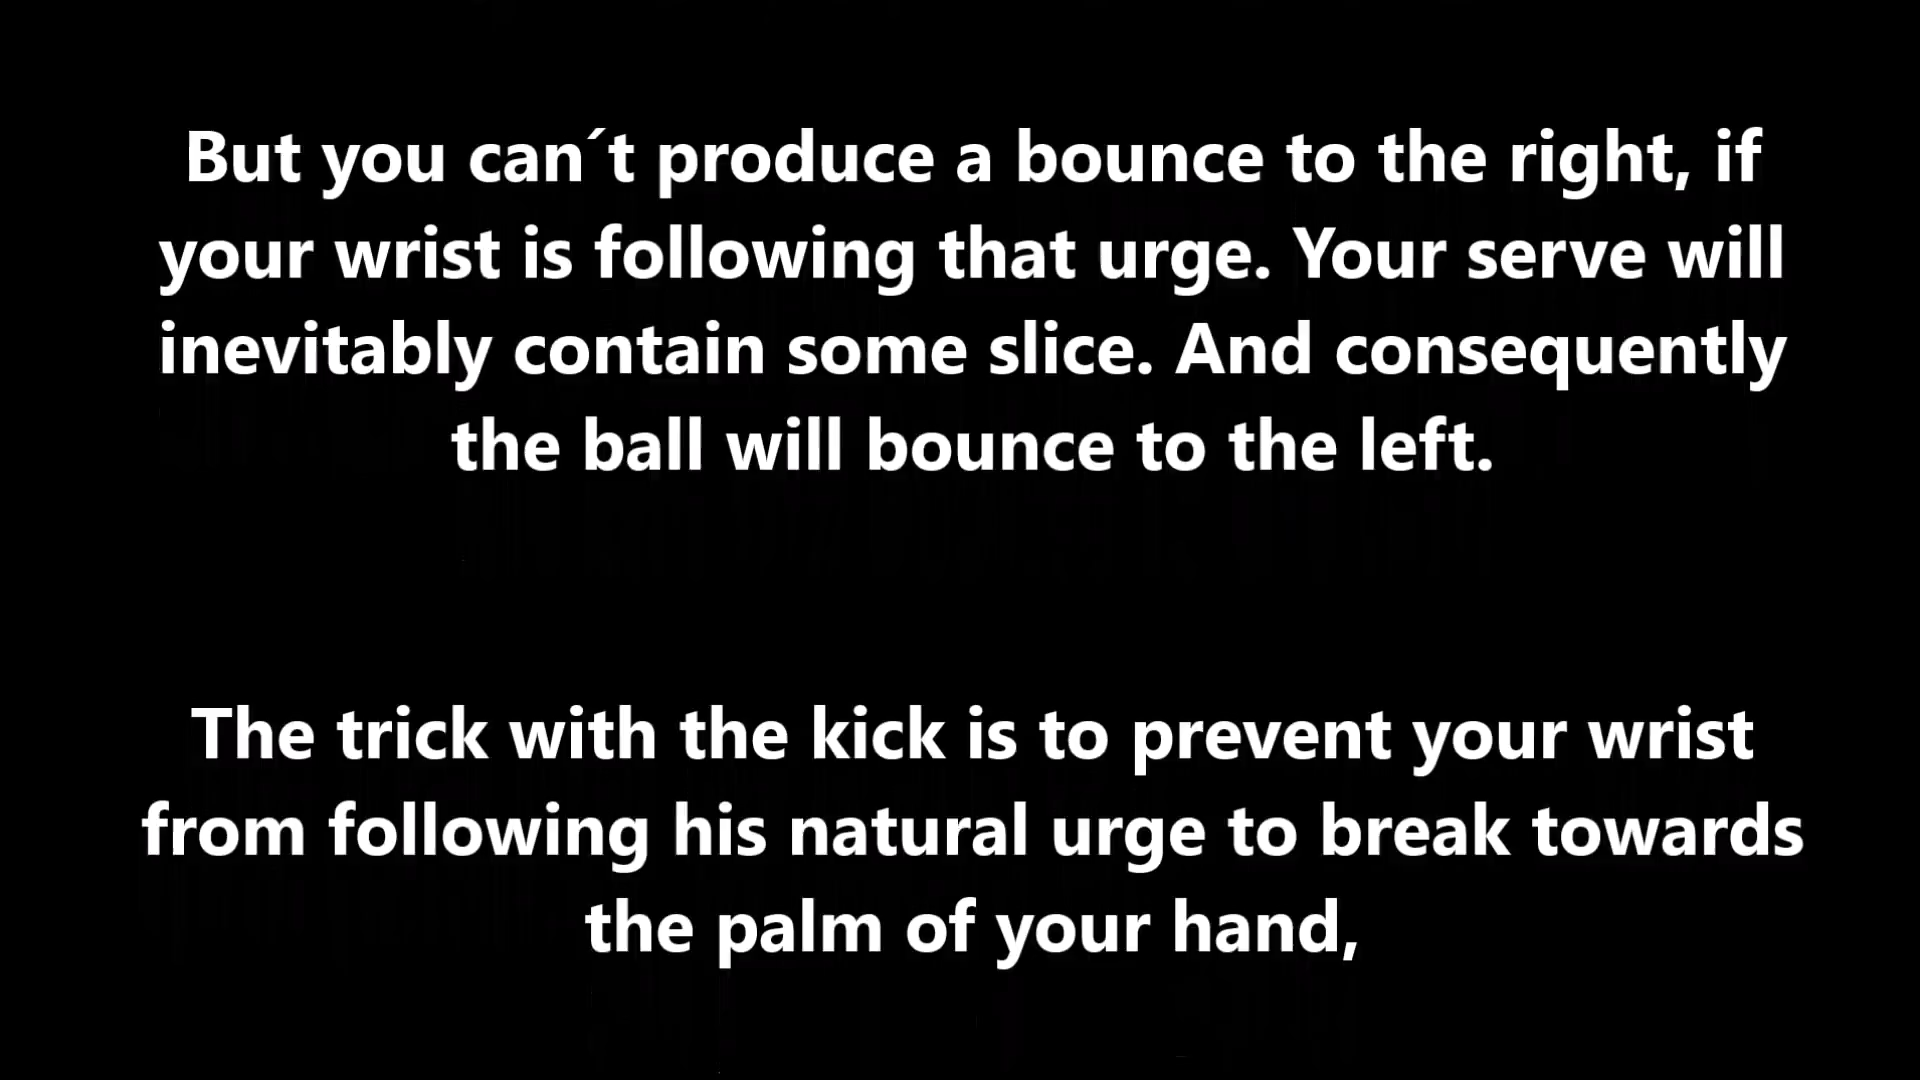 But you can´t produce a bounce to the right, if
your wrist is following that urge. Your serve will
inevitably contain some slice. And consequently
the ball will bounce to the left.
The trick with the kick is to prevent your wrist
from following his natural urge to break towards
the palm of your hand,